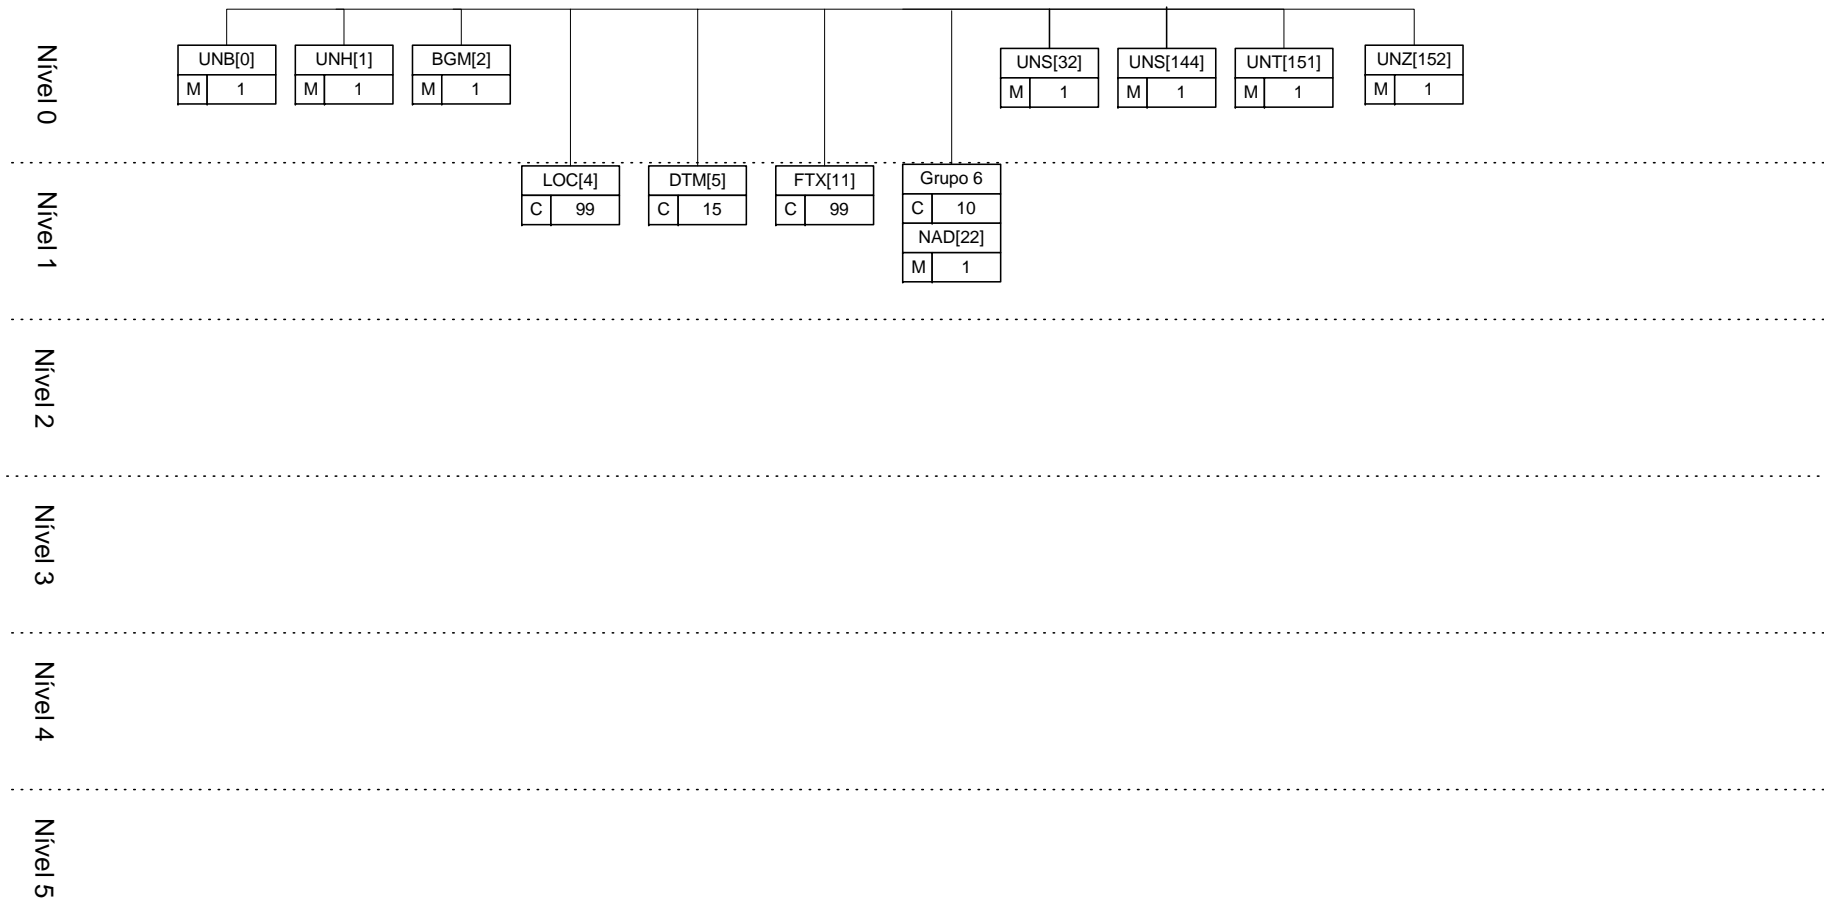 Nível 0
UNB[0]
M 1
UNH[1]
M 1
BGM[2]
M 1
UNS[32]
M 1
UNS[144]
M 1
UNT[151]
M 1
UNZ[152]
M 1
Nível 1
LOC[4]
C 99
DTM[5]
C 15
FTX[11]
C 99
Grupo 6
C 10
NAD[22]
M 1
Nível 2
Nível 3
Nível 4
Nível 5